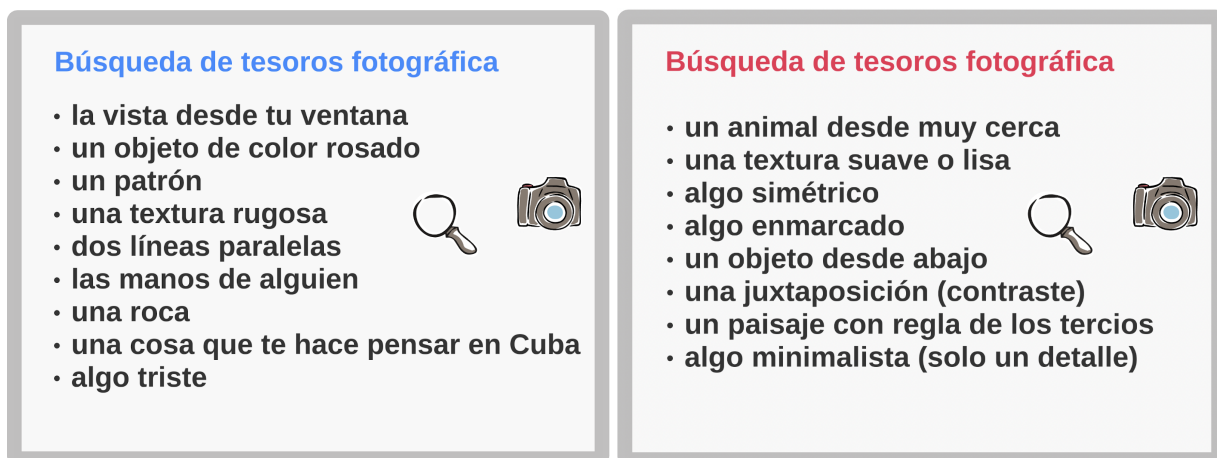 Búsqueda de tesoros fotográfica
• la vista desde tu ventana
• un objeto de color rosado
• un patrón
• una textura rugosa
• dos líneas paralelas
• las manos de alguien
• una roca
• una cosa que te hace pensar en Cuba
• algo triste
Búsqueda de tesoros fotográfica
• un animal desde muy cerca
• una textura suave o lisa
• algo simétrico
• algo enmarcado
• un objeto desde abajo
• una juxtaposición (contraste)
• un paisaje con regla de los tercios
• algo minimalista (solo un detalle)